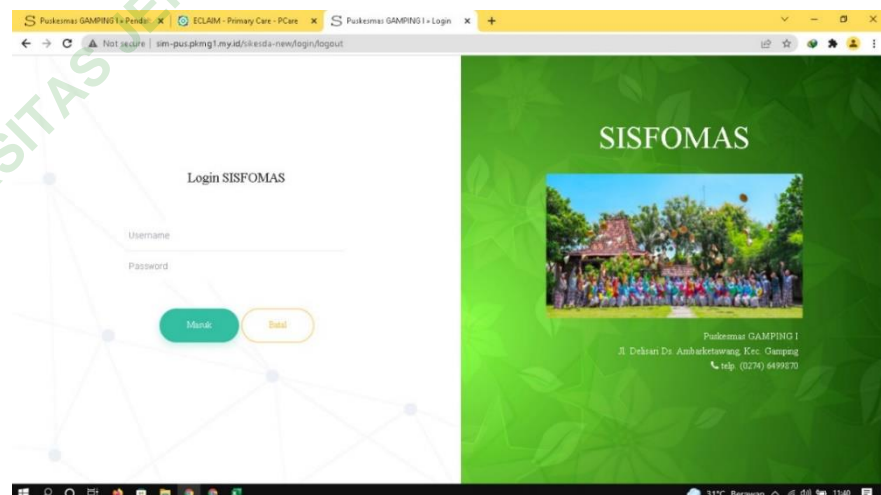 Puskesmas GAMPING I • Pendaf
ECLAIM - Primary Care - PCare
Puskesmas GAMPING I • Login
Not secure | sim-pus.pkmg1.my.id/sikesda-new/login/logout
SITAS JE
Login SISFOMAS
Username
Password
Masuk
Batal
SISFOMAS
Puskesmas GAMPING I
Jl. Delisari Ds. Ambarketawang, Kec. Gamping
telp. (0274) 6499870
31°C Berawan
11:40